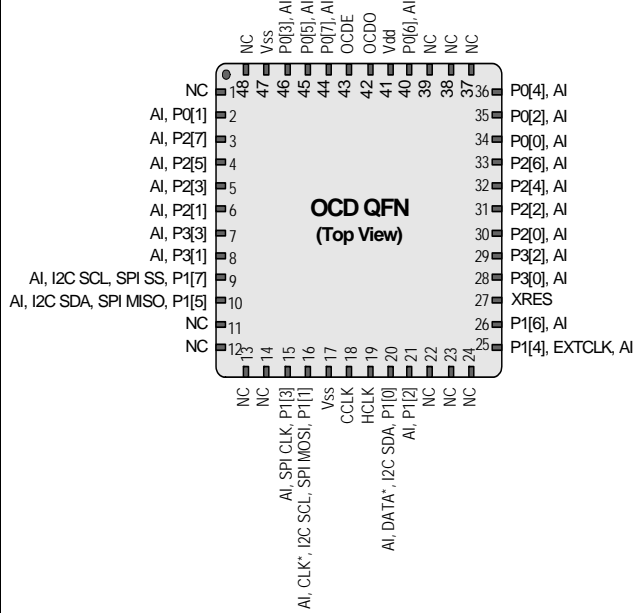 NC
Vss
P0[3], AI
P0[5], AI
P0[7], AI
OCDE
OCDO
Vdd
P0[6], AI
NC
NC
NC
48
47
46
45
44
43
42
41
40
39
38
37
NC 1
AI, P0[1] 2
AI, P2[7] 3
AI, P2[5] 4
AI, P2[3] 5
AI, P2[1] 6
AI, P3[3] 7
AI, P3[1] 8
AI, I2C SCL, SPI SS, P1[7] 9
AI, I2C SDA, SPI MISO, P1[5] 10
NC 11
NC 12
OCD QFN
(Top View)
36 P0[4], AI
35 P0[2], AI
34 P0[0], AI
33 P2[6], AI
32 P2[4], AI
31 P2[2], AI
30 P2[0], AI
29 P3[2], AI
28 P3[0], AI
27 XRES
26 P1[6], AI
25 P1[4], EXTCLK, AI
13
14
15
16
17
18
19
20
21
22
23
24
NC
NC
AI, SPI CLK, P1[3]
AI, CLK*, I2C SCL, SPI MOSI, P1[1]
Vss
CCLK
HCLK
AI, DATA*, I2C SDA, P1[0]
AI, P1[2]
NC
NC
NC